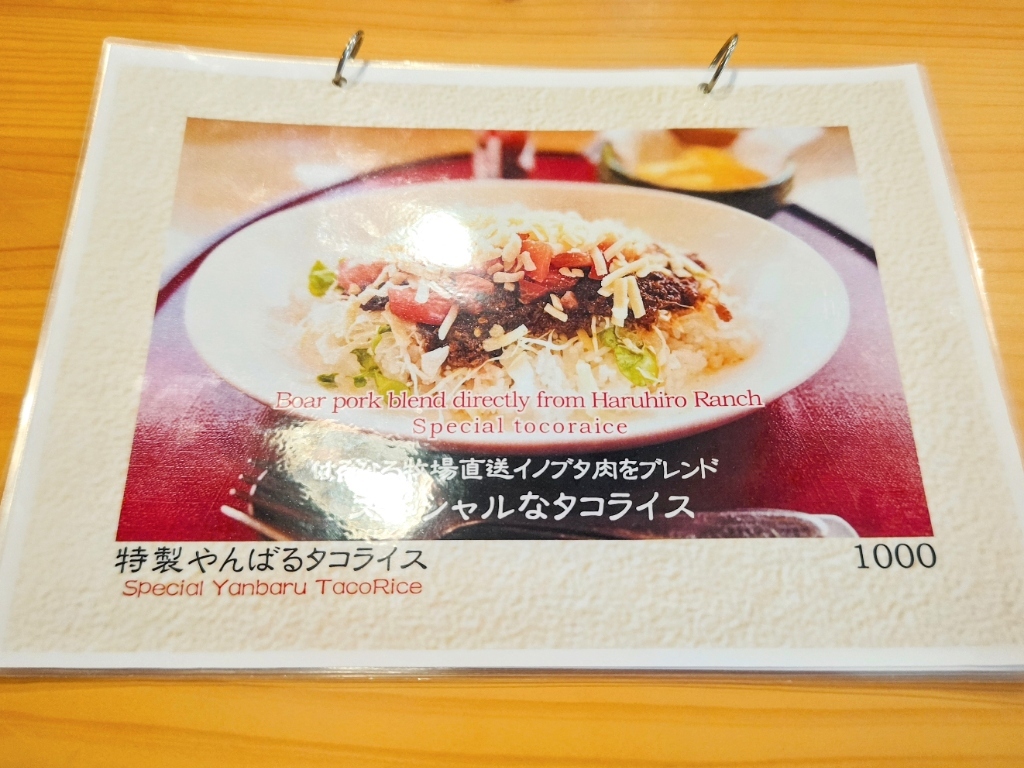 Boar pork blend directly from Haruhiro Ranch
Special tocoraice
牧場直送イノブタ肉をブレンド
シャルなタコライス
特製やんばるタコライス
1000
Special Yanbaru TacoRice